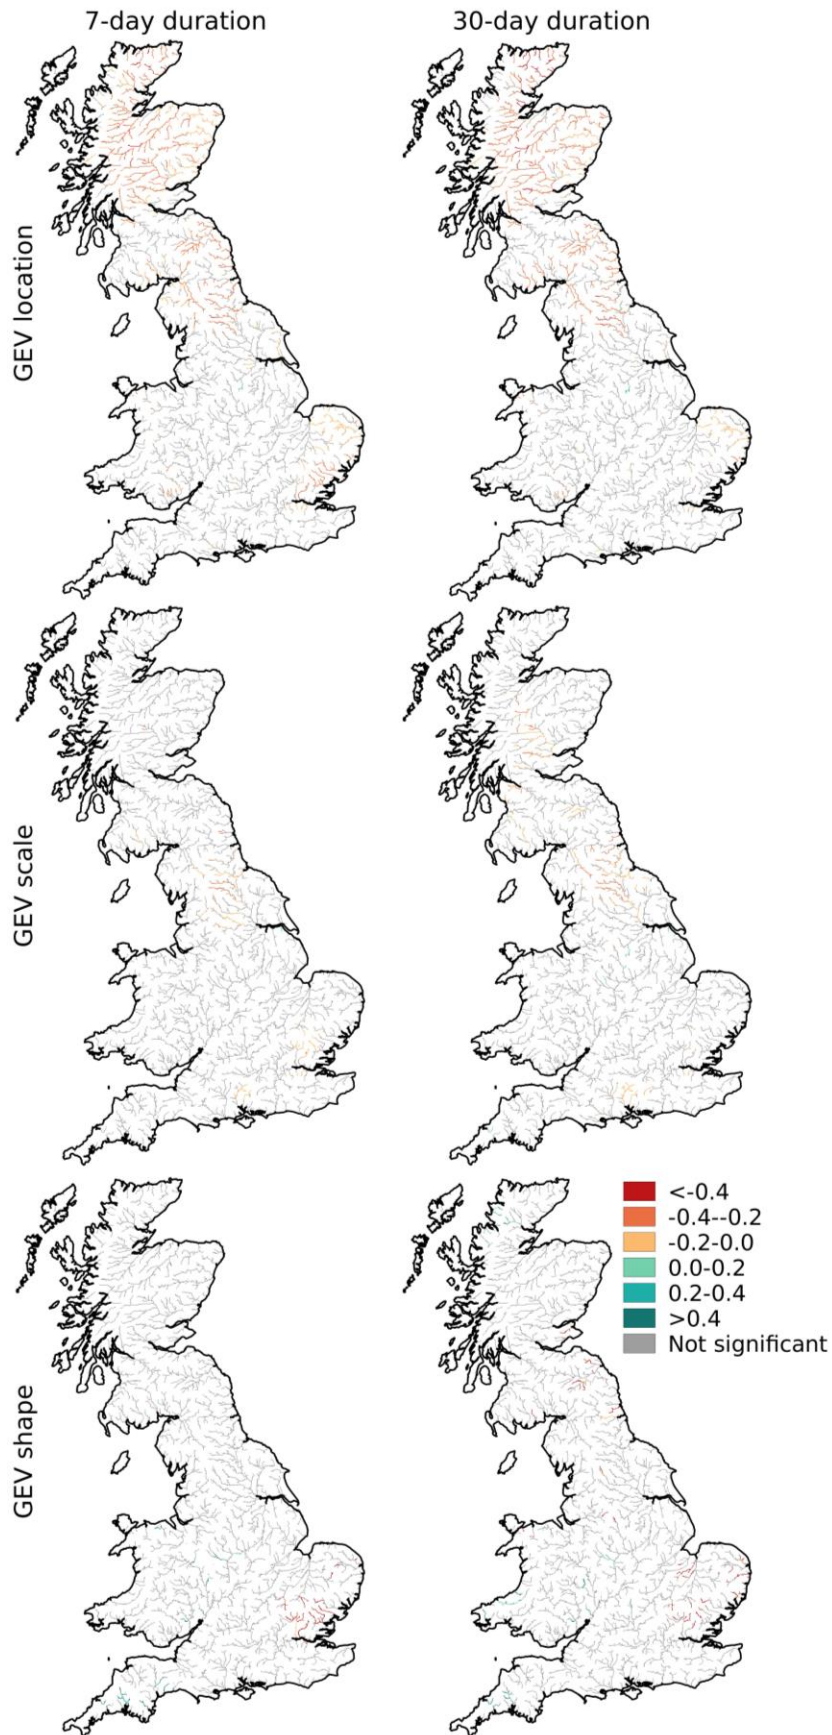 7-day duration
30-day duration
GEV location
GEV scale
GEV shape
<-0.4
-0.4--0.2
-0.2-0.0
0.0-0.2
0.2-0.4
>0.4
Not significant